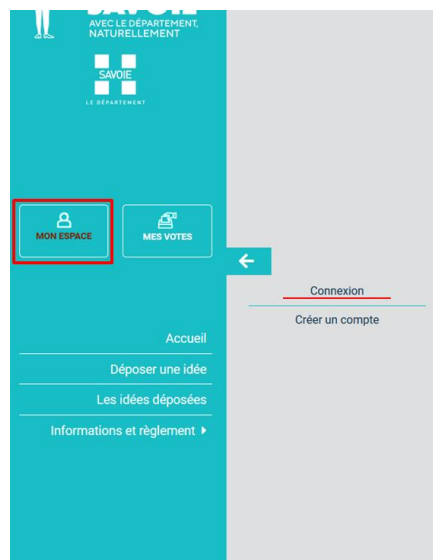 SAVOIE
AVEC LE DÉPARTEMENT,
NATURELLEMENT
SAVOIE
LE DÉPARTEMENT
MON ESPACE
MES VOTES
Connexion
Créer un compte
Accueil
Déposer une idée
Les idées déposées
Informations et règlement